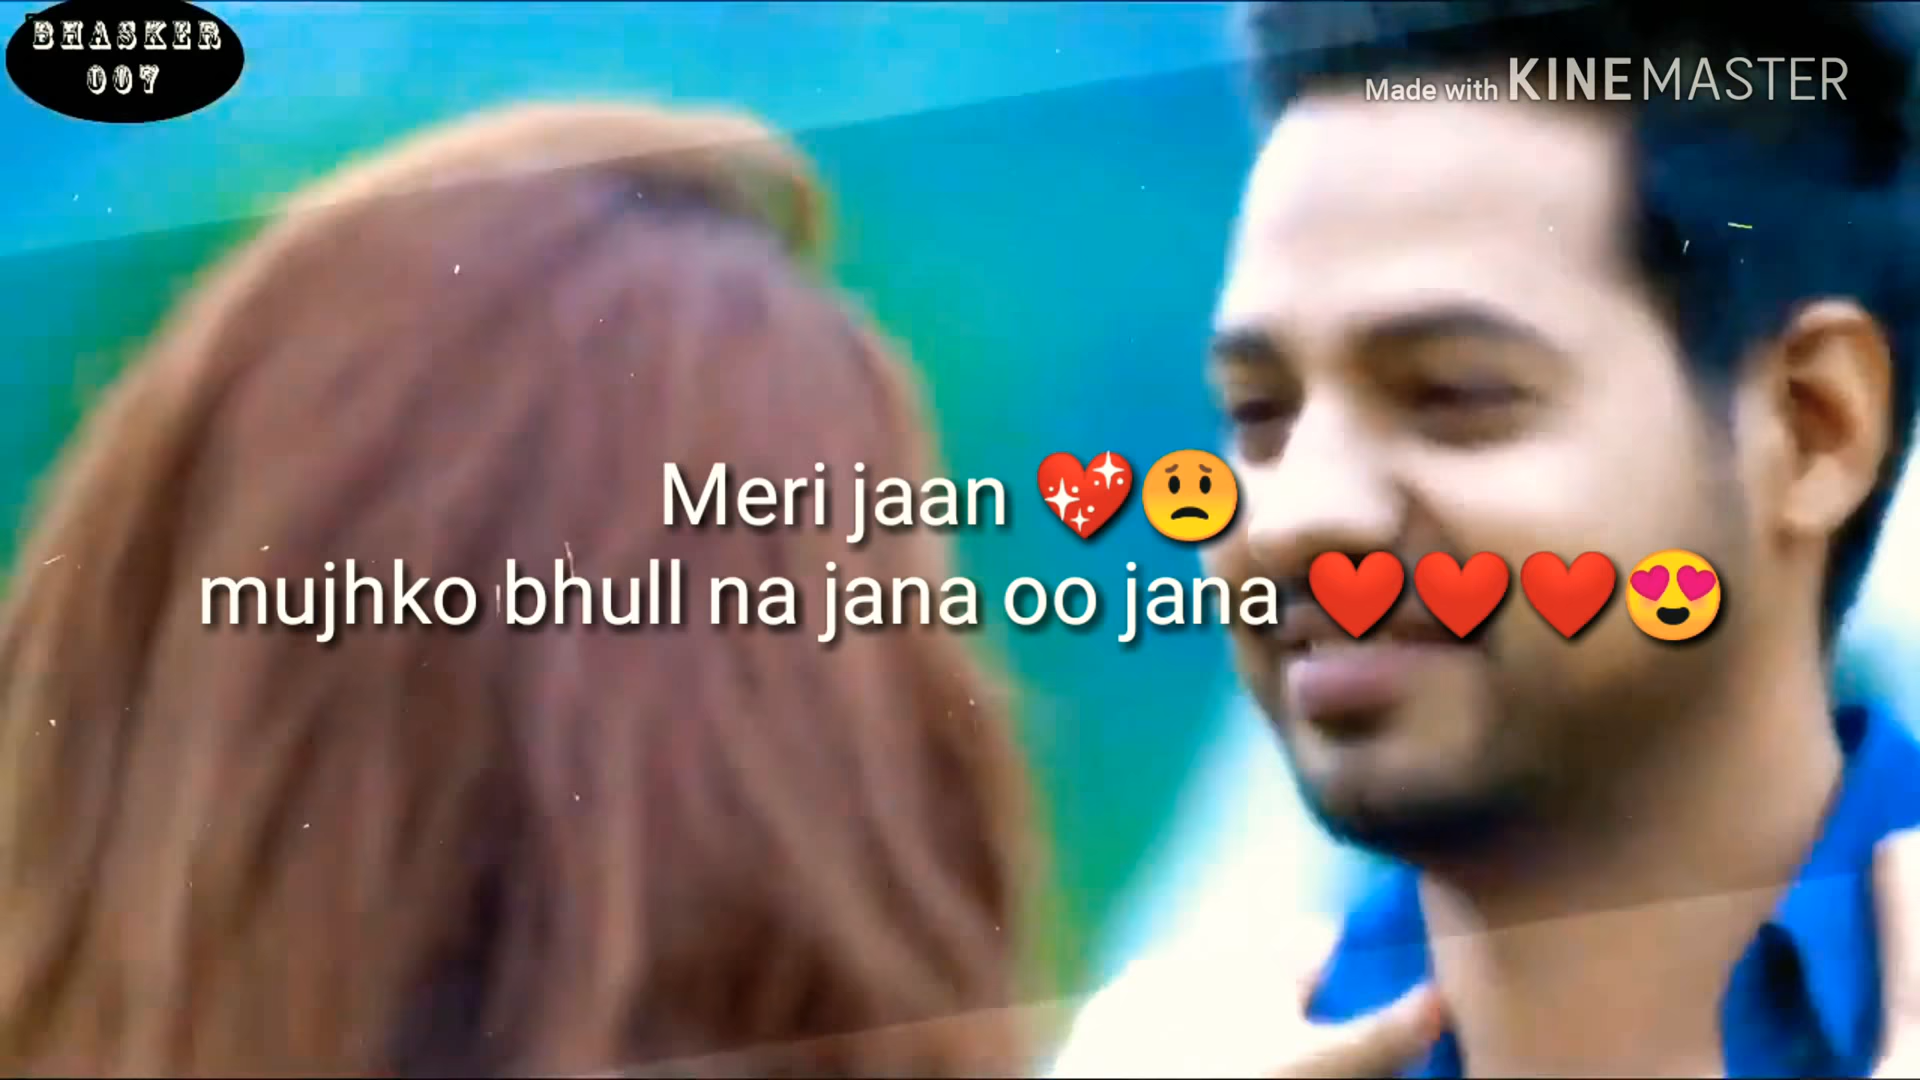 BHASKER
007
Made with KINEMASTER
Meri jaan 💖😟
mujhko bhull na jana oo jana ❤️❤️❤️😍